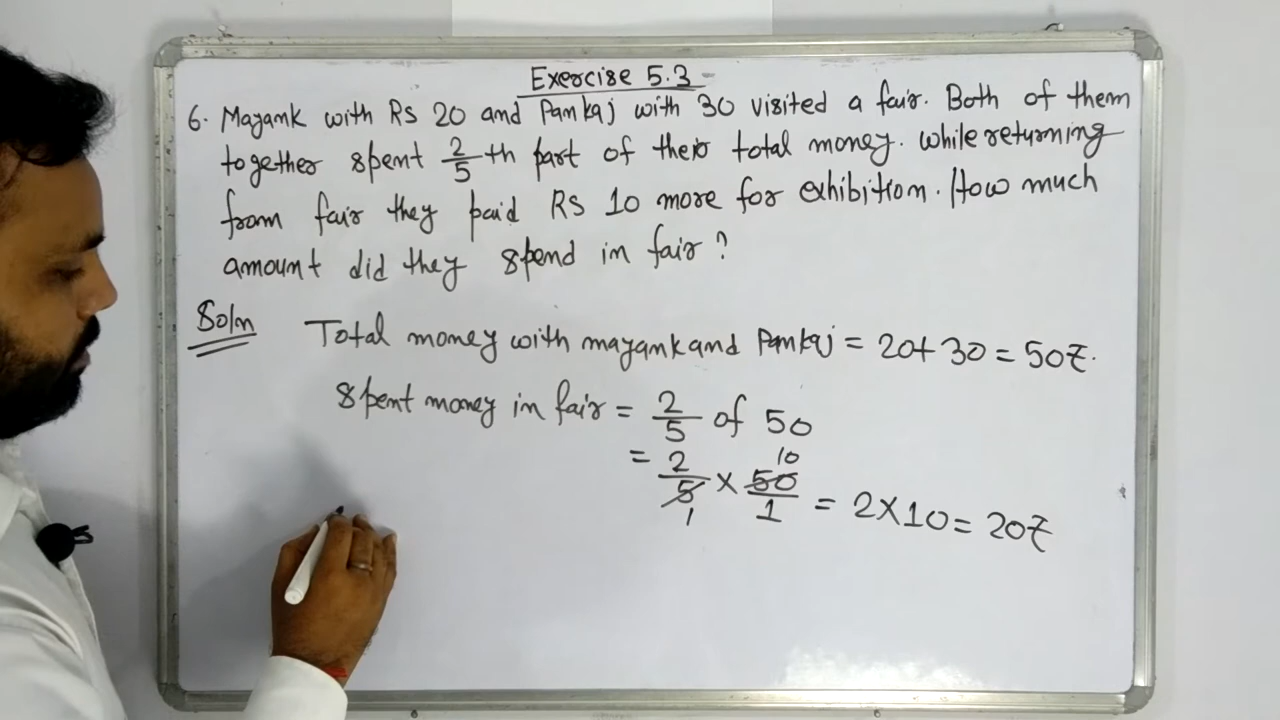 Exercise 5.3
6. Mayank with Rs 20 and Pankaj with 30 visited a fair. Both of them
together spent 2/5 th part of their total money. while returning
from fair they paid RS 10 more for exhibition. How much
amount did they spend in fair?
Soln Total money with mayank and Pankaj = 20 + 30 = 50₹.
Spent money in fair = 2/5 of 50
= 2/5 1 × 50/1 10 = 2×10 = 20₹